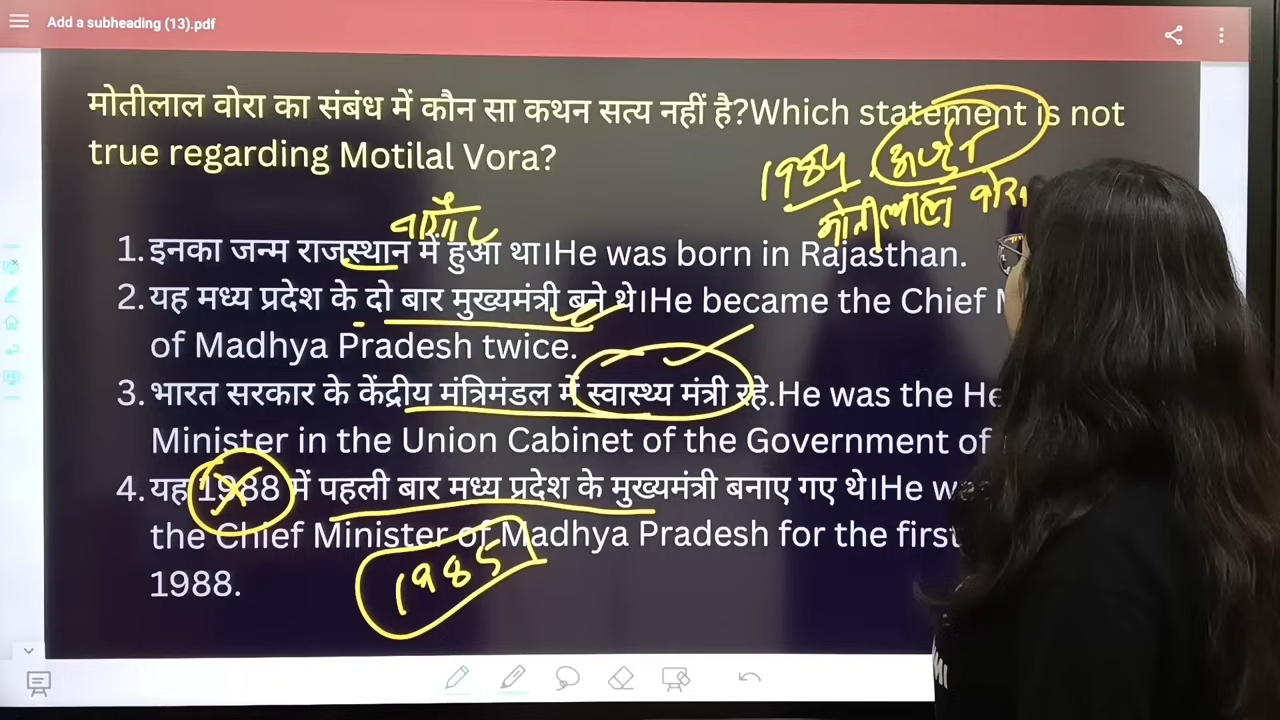 Add a subheading (13).pdf
मोतीलाल वोरा का संबंध में कौन सा कथन सत्य नहीं है?Which statement is not
true regarding Motilal Vora?
1984 अर्जुन
मोतीलाल वोरा
1. इनका जन्म राजस्थान में हुआ था।He was born in Rajasthan.
2. यह मध्य प्रदेश के दो बार मुख्यमंत्री बने थे।He became the Chief
of Madhya Pradesh twice.
3. भारत सरकार के केंद्रीय मंत्रिमंडल में स्वास्थ्य मंत्री रहे.He was the He
Minister in the Union Cabinet of the Government of
4. यह 1988 में पहली बार मध्य प्रदेश के मुख्यमंत्री बनाए गए थे।He
the Chief Minister of Madhya Pradesh for the first
1988.
1985